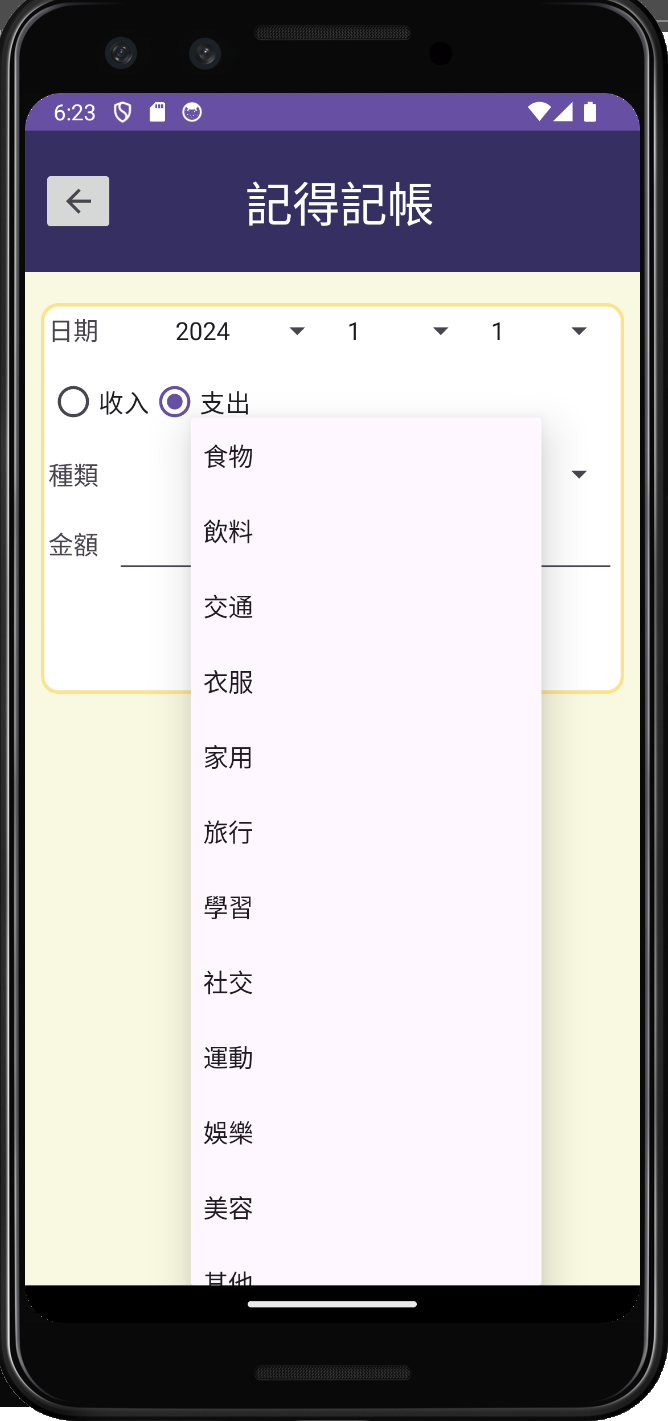 6:23
記得記帳
日期 2024 1 1
收入 支出
種類
金額
食物
飲料
交通
衣服
家用
旅行
學習
社交
運動
娛樂
美容
其他